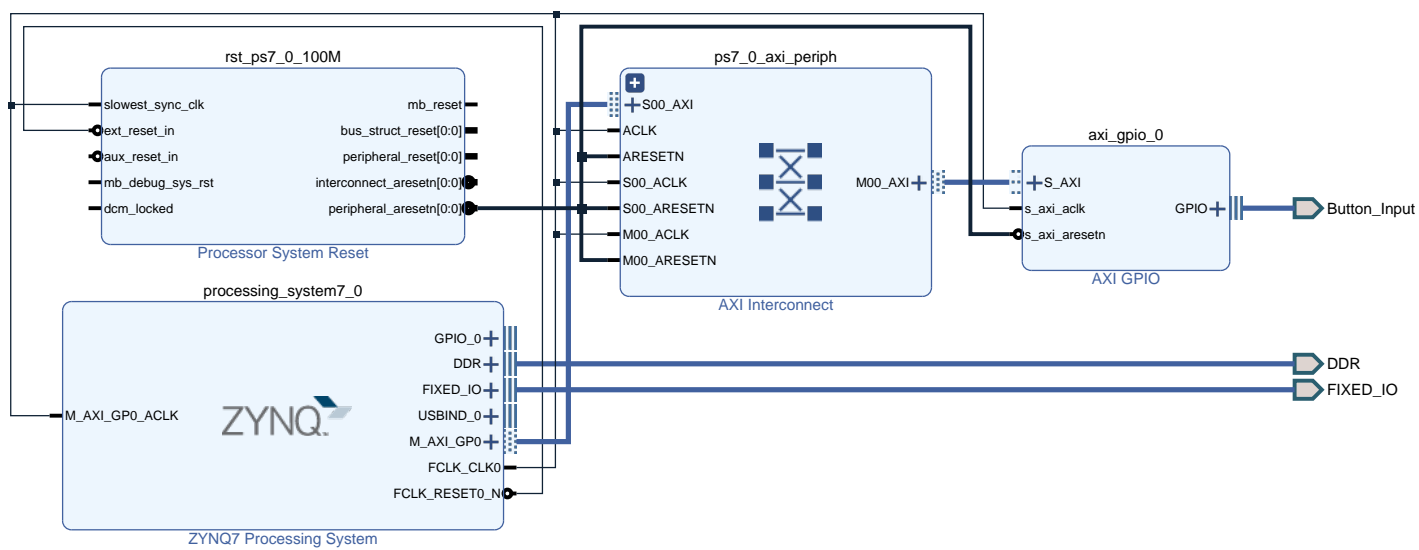 rst_ps7_0_100M
slowest_sync_clk
ext_reset_in
aux_reset_in
mb_debug_sys_rst
dcm_locked
mb_reset
bus_struct_reset[0:0]
peripheral_reset[0:0]
interconnect_aresetn[0:0]
peripheral_aresetn[0:0]
Processor System Reset
ps7_0_axi_periph
S00_AXI
ACLK
ARESETN
S00_ACLK
S00_ARESETN
M00_ACLK
M00_ARESETN
M00_AXI
AXI Interconnect
axi_gpio_0
S_AXI
s_axi_aclk
s_axi_aresetn
GPIO
AXI GPIO
Button_Input
processing_system7_0
M_AXI_GP0_ACLK
ZYNQ
GPIO_0
DDR
FIXED_IO
USBIND_0
M_AXI_GP0
FCLK_CLK0
FCLK_RESET0_N
ZYNQ7 Processing System
DDR
FIXED_IO